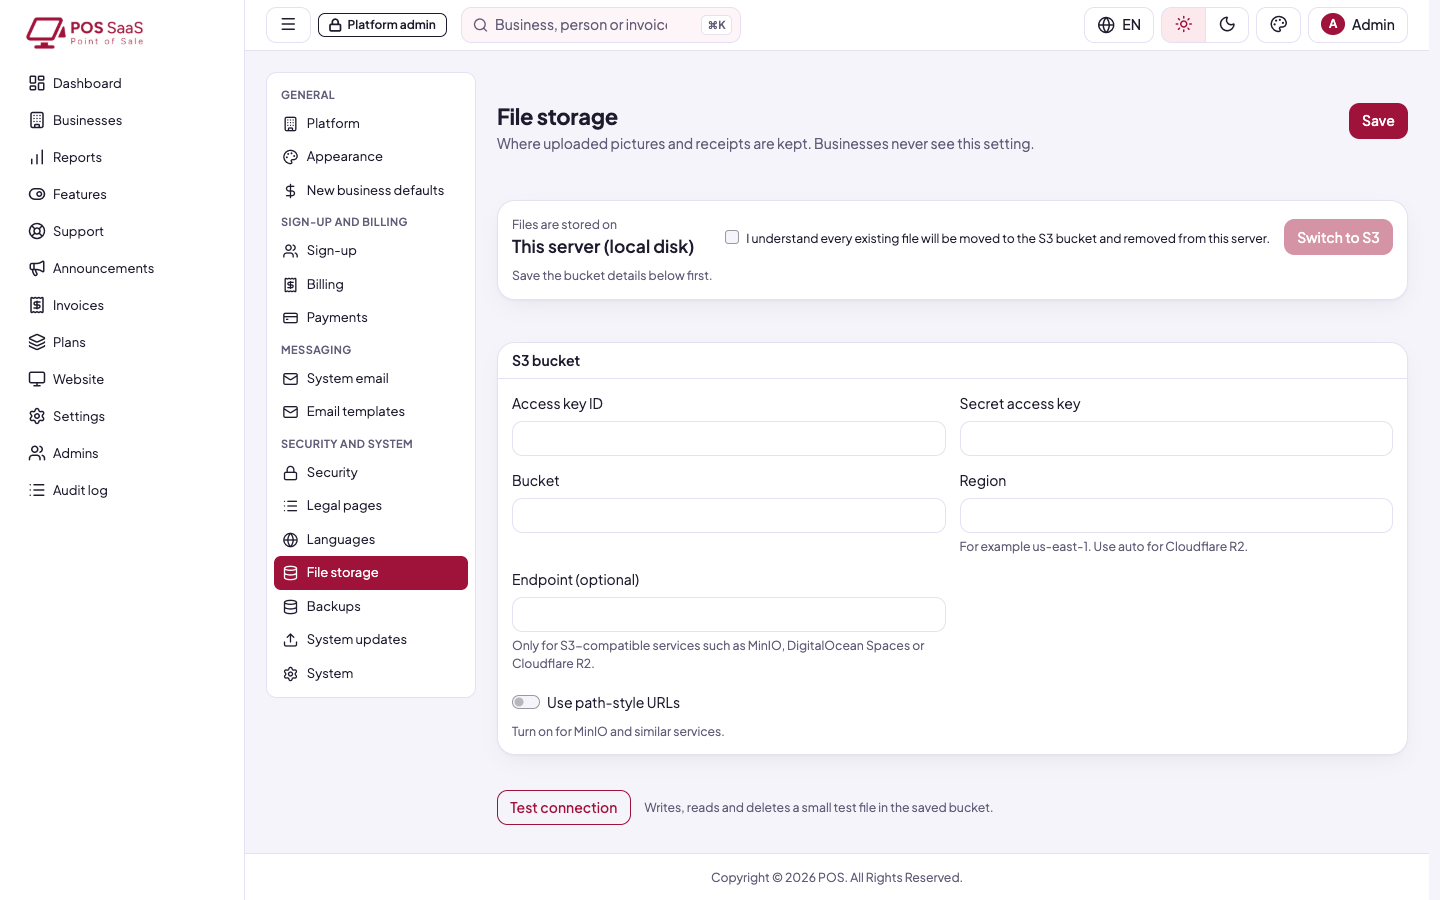 POS SaaS
Point of Sale
Dashboard
Businesses
Reports
Features
Support
Announcements
Invoices
Plans
Website
Settings
Admins
Audit log
Platform admin
Business, person or invoic
⌘K
EN
A
Admin
GENERAL
Platform
Appearance
New business defaults
SIGN-UP AND BILLING
Sign-up
Billing
Payments
MESSAGING
System email
Email templates
SECURITY AND SYSTEM
Security
Legal pages
Languages
File storage
Backups
System updates
System
File storage
Where uploaded pictures and receipts are kept. Businesses never see this setting.
Save
Files are stored on
This server (local disk)
Save the bucket details below first.
I understand every existing file will be moved to the S3 bucket and removed from this server.
Switch to S3
S3 bucket
Access key ID
Secret access key
Bucket
Region
For example us-east-1. Use auto for Cloudflare R2.
Endpoint (optional)
Only for S3-compatible services such as MinIO, DigitalOcean Spaces or
Cloudflare R2.
Use path-style URLs
Turn on for MinIO and similar services.
Test connection
Writes, reads and deletes a small test file in the saved bucket.
Copyright © 2026 POS. All Rights Reserved.